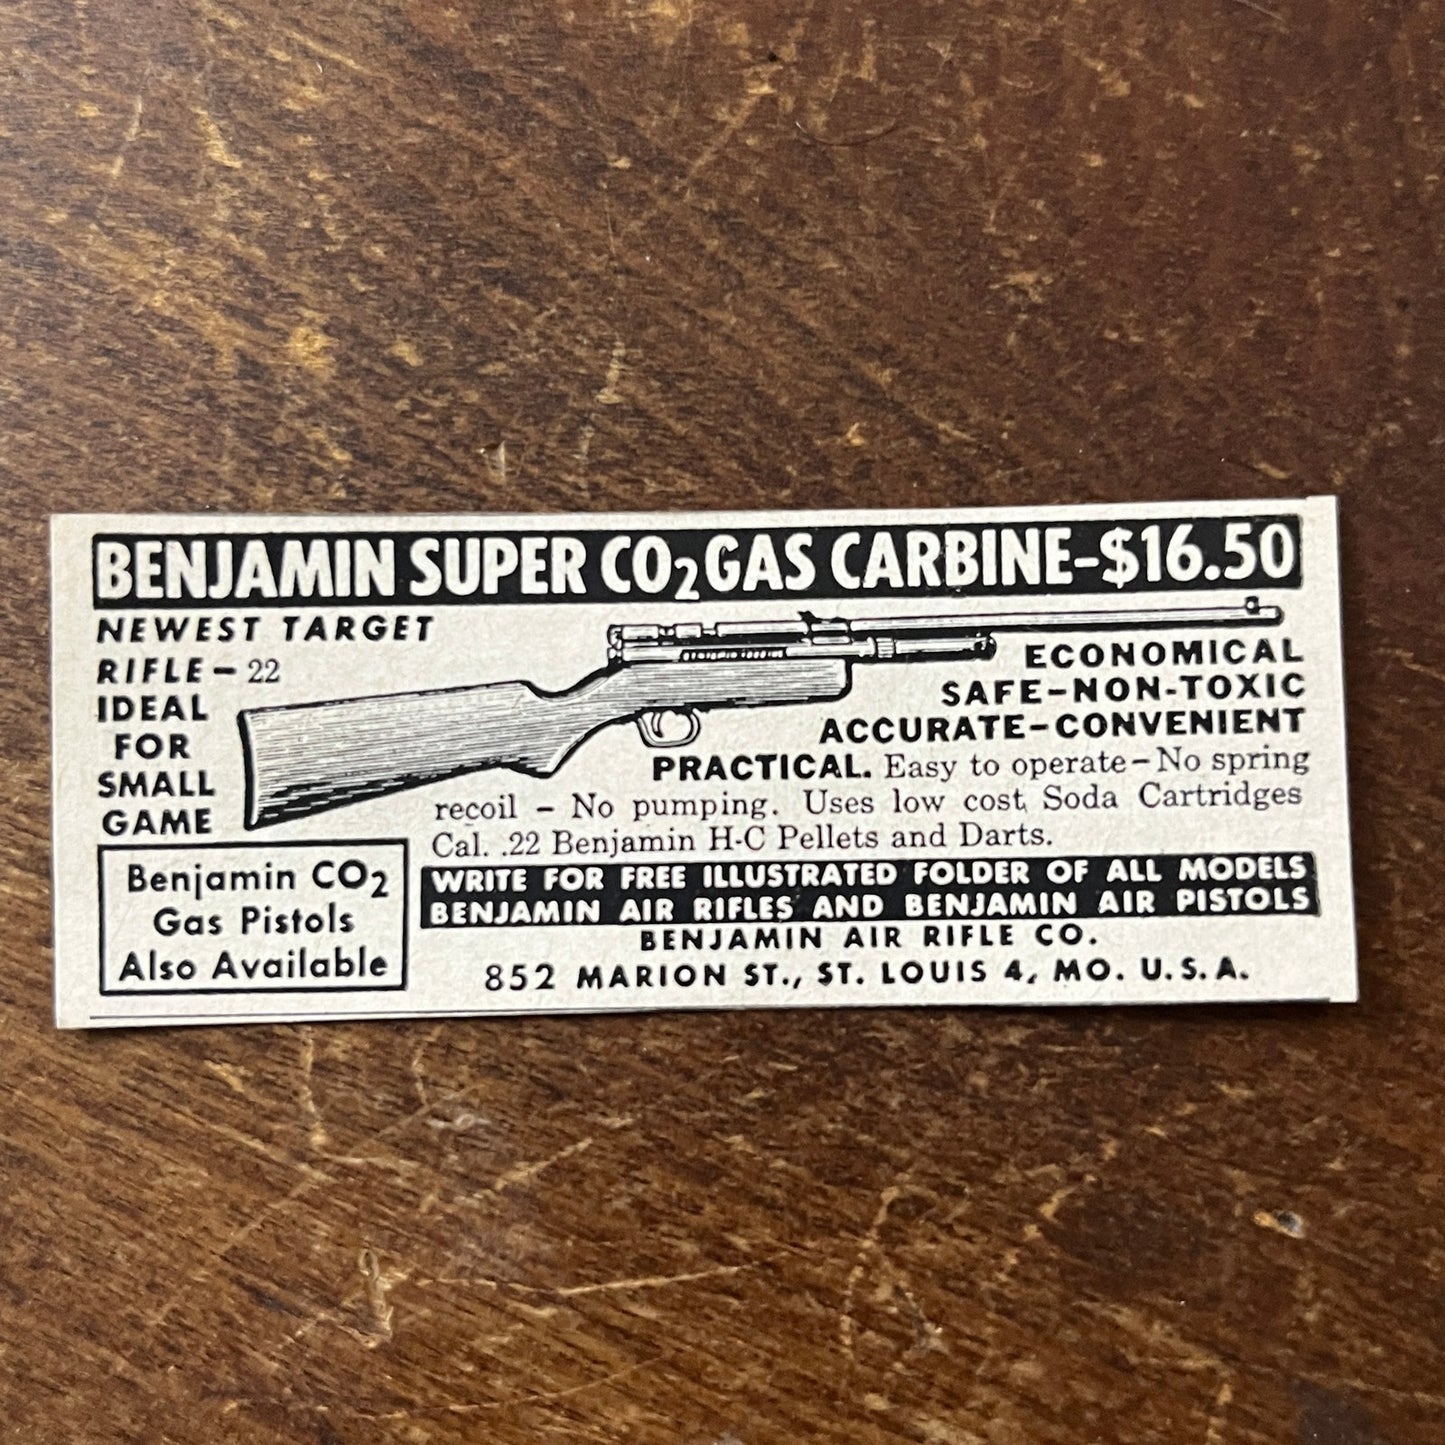 BENJAMIN SUPER CO2 GAS CARBINE-$16.50
NEWEST TARGET
RIFLE - 22
IDEAL
FOR
SMALL
GAME
ECONOMICAL
SAFE-NON-TOXIC
ACCURATE-CONVENIENT
PRACTICAL. Easy to operate - No spring
recoil - No pumping. Uses low cost Soda Cartridges
Cal. .22 Benjamin H-C Pellets and Darts.
WRITE FOR FREE ILLUSTRATED FOLDER OF ALL MODELS
BENJAMIN AIR RIFLES AND BENJAMIN AIR PISTOLS
BENJAMIN AIR RIFLE CO.
852 MARION ST., ST. LOUIS 4, MO. U.S.A.
Benjamin CO2
Gas Pistols
Also Available